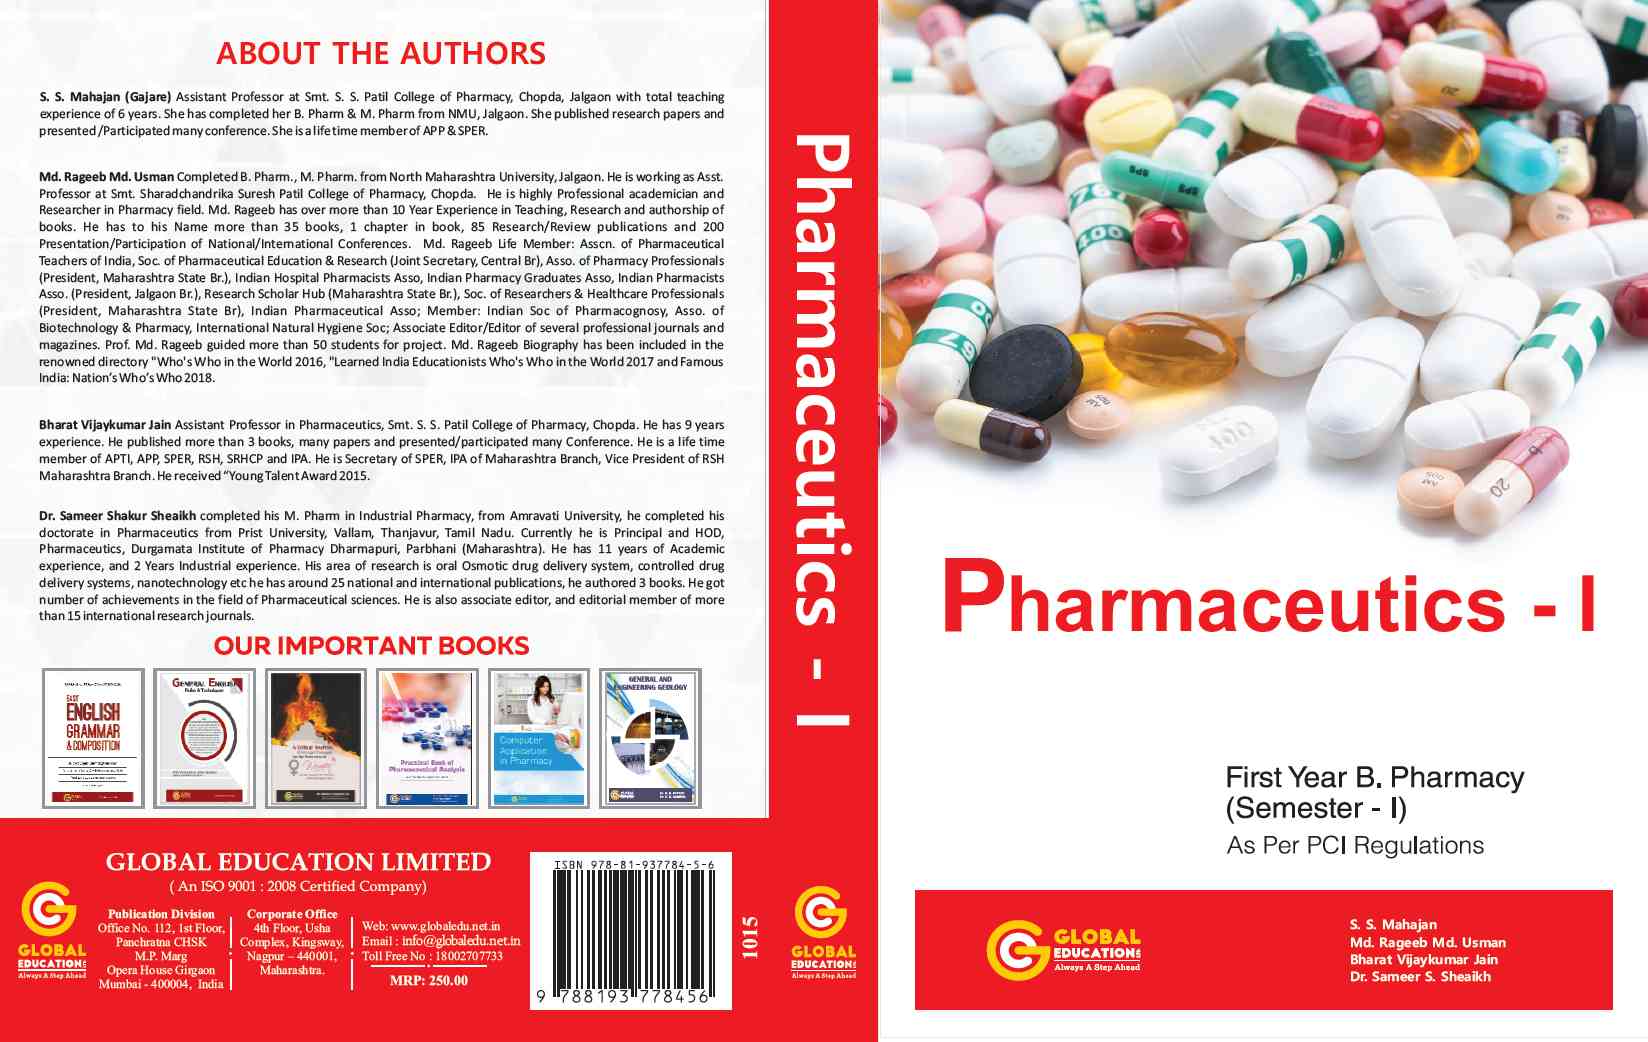 ABOUT THE AUTHORS
S. S. Mahajan (Gajare) Assistant Professor at Smt. S. S. Patil College of Pharmacy, Chopda, Jalgaon with total teaching
experience of 6 years. She has completed her B. Pharm & M. Pharm from NMU, Jalgaon. She published research papers and
presented /Participated many conference. She is a life time member of APP & SPER.
Md. Rageeb Md. Usman Completed B. Pharm., M. Pharm. from North Maharashtra University, Jalgaon. He is working as Asst.
Professor at Smt. Sharadchandrika Suresh Patil College of Pharmacy, Chopda. He is highly Professional academician and
Researcher in Pharmacy field. Md. Rageeb has over more than 10 Year Experience in Teaching, Research and authorship of
books. He has to his Name more than 35 books, 1 chapter in book, 85 Research/Review publications and 200
Presentation/Participation of National/International Conferences. Md. Rageeb Life Member: Asscn. of Pharmaceutical
Teachers of India, Soc. of Pharmaceutical Education & Research (Joint Secretary, Central Br), Asso. of Pharmacy Professionals
(President, Maharashtra State Br.), Indian Hospital Pharmacists Asso, Indian Pharmacy Graduates Asso, Indian Pharmacists
Asso. (President, Jalgaon Br.), Research Scholar Hub (Maharashtra State Br.), Soc. of Researchers & Healthcare Professionals
(President, Maharashtra State Br), Indian Pharmaceutical Asso; Member: Indian Soc of Pharmacognosy, Asso. of
Biotechnology & Pharmacy, International Natural Hygiene Soc; Associate Editor/Editor of several professional journals and
magazines. Prof. Md. Rageeb guided more than 50 students for project. Md. Rageeb Biography has been included in the
renowned directory "Who's Who in the World 2016, "Learned India Educationists Who's Who in the World 2017 and Famous
India: Nation's Who's Who 2018.
Bharat Vijaykumar Jain Assistant Professor in Pharmaceutics, Smt. S. S. Patil College of Pharmacy, Chopda. He has 9 years
experience. He published more than 3 books, many papers and presented/participated many Conference. He is a life time
member of APTI, APP, SPER, RSH, SRHCP and IPA. He is Secretary of SPER, IPA of Maharashtra Branch, Vice President of RSH
Maharashtra Branch. He received “Young Talent Award 2015.
Dr. Sameer Shakur Sheaikh completed his M. Pharm in Industrial Pharmacy, from Amravati University, he completed his
doctorate in Pharmaceutics from Prist University, Vallam, Thanjavur, Tamil Nadu. Currently he is Principal and HOD,
Pharmaceutics, Durgamata Institute of Pharmacy Dharmapuri, Parbhani (Maharashtra). He has 11 years of Academic
experience, and 2 Years Industrial experience. His area of research is oral Osmotic drug delivery system, controlled drug
delivery systems, nanotechnology etc he has around 25 national and international publications, he authored 3 books. He got
number of achievements in the field of Pharmaceutical sciences. He is also associate editor, and editorial member of more
than 15 international research journals.
OUR IMPORTANT BOOKS
EASY
ENGLISH
GRAMMAR
& COMPOSITION
GENERAL ENGLISH
Rules & Techniques
Practical Book of
Pharmaceutical Analysis
Computer
Application
in Pharmacy
GENERAL AND
ENGINEERING GEOLOGY
GLOBAL EDUCATION LIMITED
( An ISO 9001 : 2008 Certified Company)
GLOBAL
EDUCATIONS
Always A Step Ahead
Publication Division
Office No. 112, 1st Floor,
Panchratna CHSK
M.P. Marg
Opera House Girgaon
Mumbai - 400004, India
Corporate Office
4th Floor, Usha
Complex, Kingsway,
Nagpur – 440001,
Maharashtra.
Web: www.globaledu.net.in
Email : info@globaledu.net.in
Toll Free No : 18002707733
MRP: 250.00
ISBN 978-81-937784-5-6
9 788193 778456
1015
Pharmaceutics - I
GLOBAL
EDUCATIONS
Always A Step Ahead
SPS
SPS
76
400
67
20
400
20
Pharmaceutics - I
First Year B. Pharmacy
(Semester - I)
As Per PCI Regulations
GLOBAL
EDUCATIONS
Always A Step Ahead
S. S. Mahajan
Md. Rageeb Md. Usman
Bharat Vijaykumar Jain
Dr. Sameer S. Sheaikh